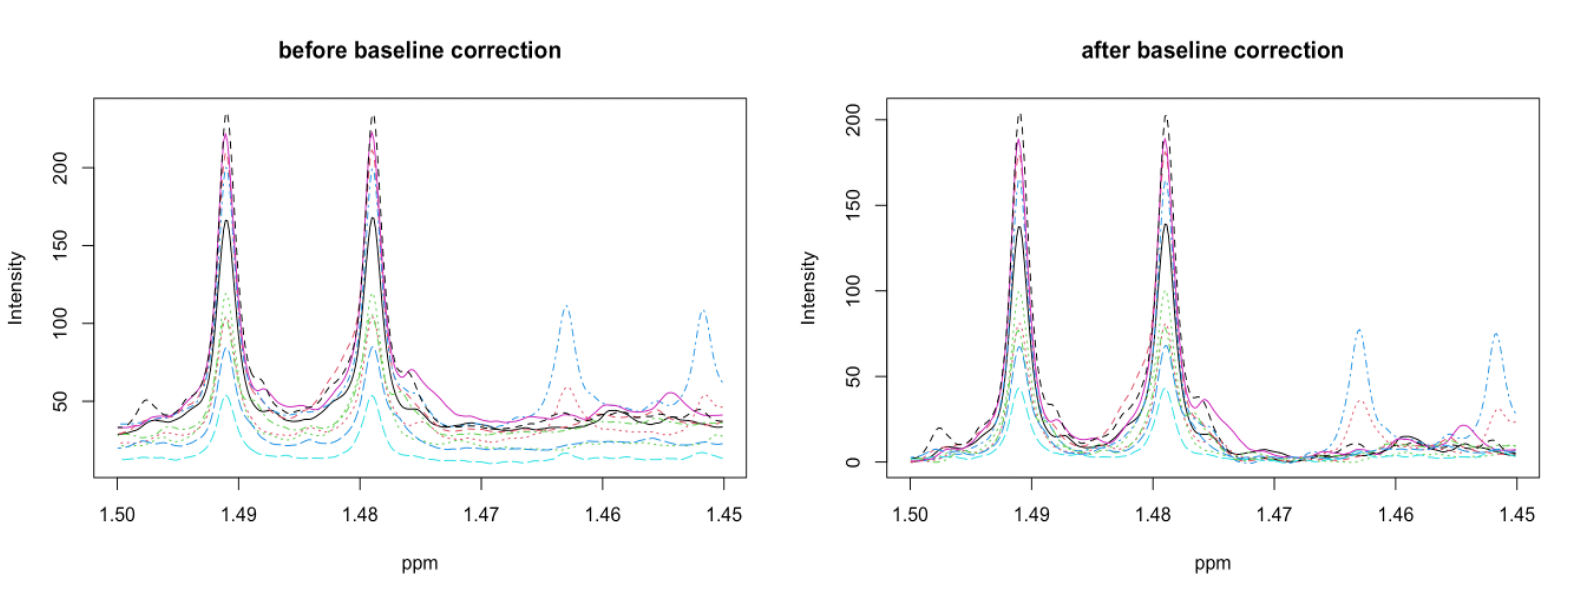 before baseline correction
Intensity
200
150
100
50
1.50 1.49 1.48 1.47 1.46 1.45
ppm
after baseline correction
Intensity
200
150
100
50
0
1.50 1.49 1.48 1.47 1.46 1.45
ppm